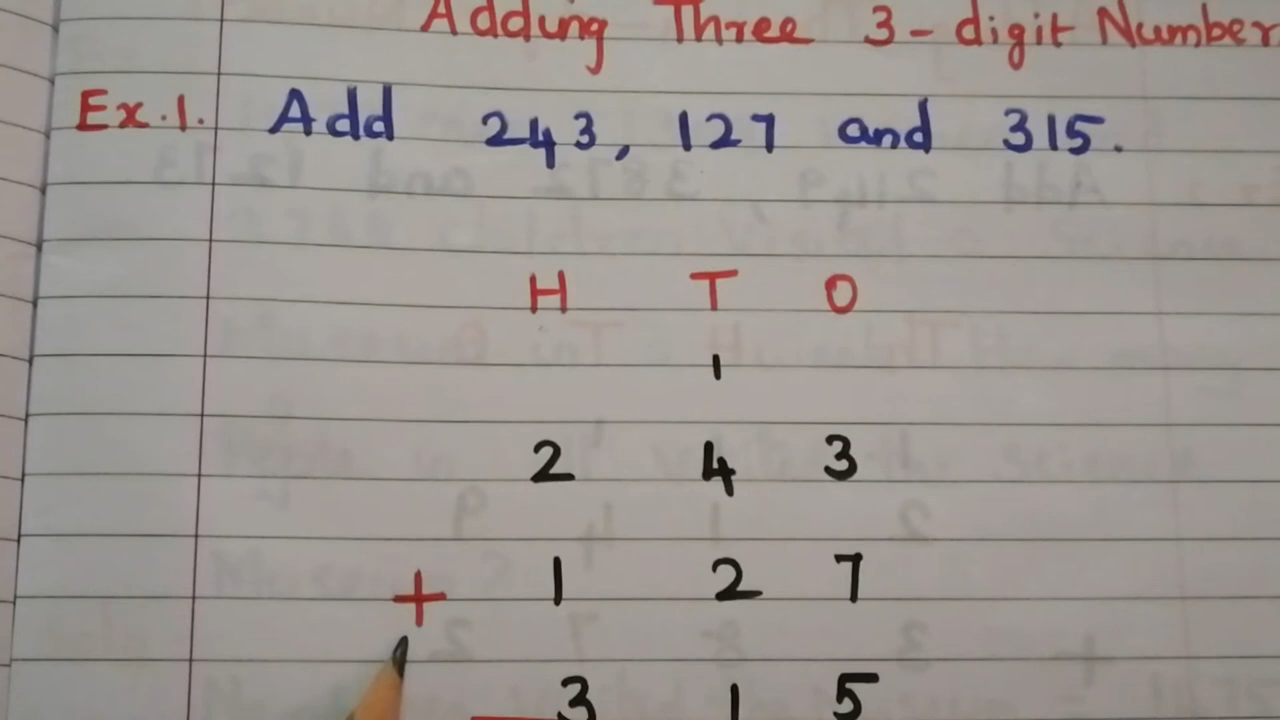 Adding Three 3-digit Number
Ex.1. Add 243, 127 and 315.
H T O
1
2 4 3
+ 1 2 7
3 1 5